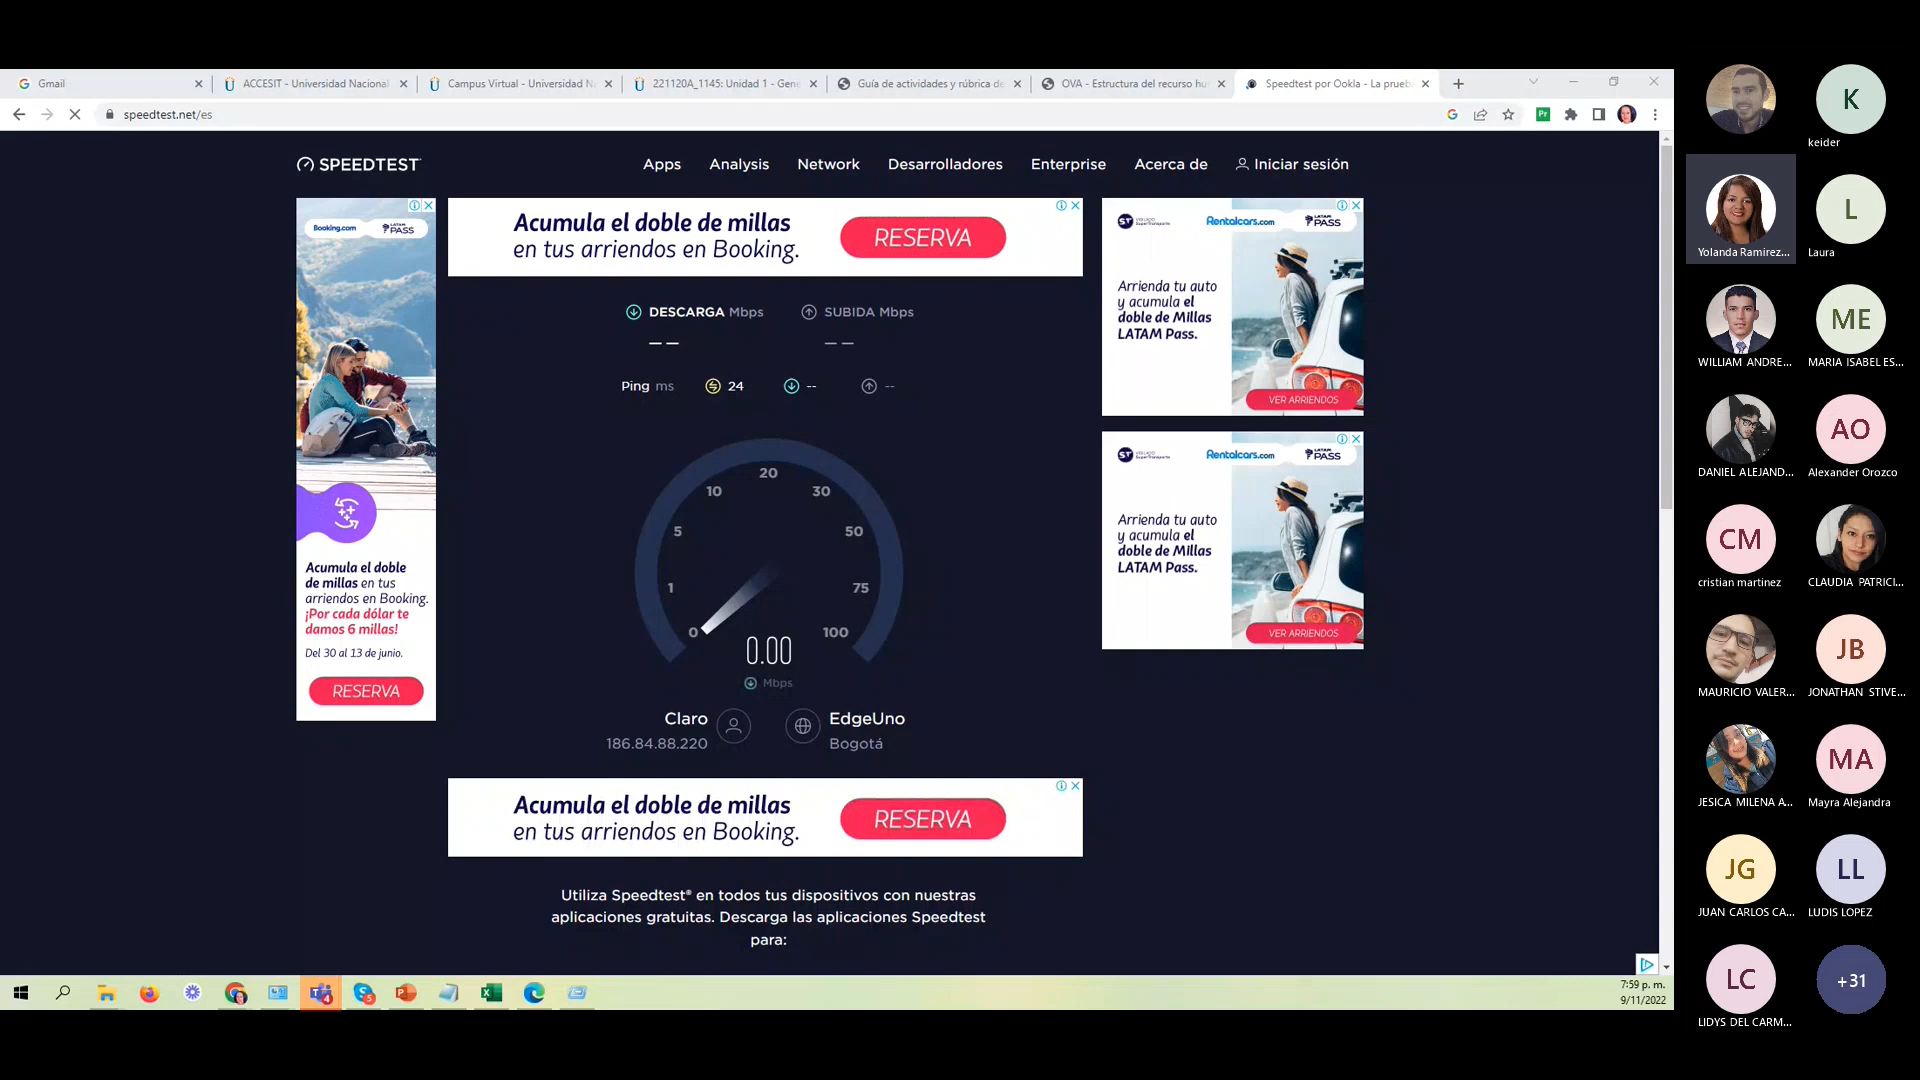 Gmail
ACCESIT - Universidad Nacional
Campus Virtual - Universidad N
221120A_1145: Unidad 1 - Gene
Guía de actividades y rúbrica de
OVA - Estructura del recurso hu
Speedtest por Ookla - La prueb
speedtest.net/es
SPEEDTEST
Apps
Analysis
Network
Desarrolladores
Enterprise
Acerca de
Iniciar sesión
Booking.com
LATAM PASS
Acumula el doble
de millas en tus
arriendos en Booking.
¡Por cada dólar te
damos 6 millas!
Del 30 al 13 de junio.
RESERVA
Acumula el doble de millas
en tus arriendos en Booking.
RESERVA
DESCARGA Mbps
SUBIDA Mbps
Ping ms
24
--
--
0
1
5
10
20
30
50
75
100
0.00
Mbps
Claro
186.84.88.220
EdgeUno
Bogotá
Acumula el doble de millas
en tus arriendos en Booking.
RESERVA
Utiliza Speedtest® en todos tus dispositivos con nuestras
aplicaciones gratuitas. Descarga las aplicaciones Speedtest
para:
Rentalcars.com
LATAM PASS
Arrienda tu auto
y acumula el
doble de Millas
LATAM Pass.
VER ARRIENDOS
Rentalcars.com
LATAM PASS
Arrienda tu auto
y acumula el
doble de Millas
LATAM Pass.
VER ARRIENDOS
7:59 p. m.
9/11/2022
K
keider
Yolanda Ramirez...
L
Laura
WILLIAM ANDRE...
ME
MARIA ISABEL ES...
DANIEL ALEJAND...
AO
Alexander Orozco
CM
cristian martinez
CLAUDIA PATRICI...
MAURICIO VALER...
JB
JONATHAN STIVE...
JESICA MILENA A...
MA
Mayra Alejandra
JG
JUAN CARLOS CA...
LL
LUDIS LOPEZ
LC
LIDYS DEL CARM...
+31